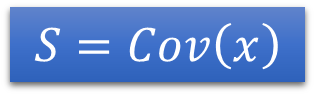 S = Cov(x)